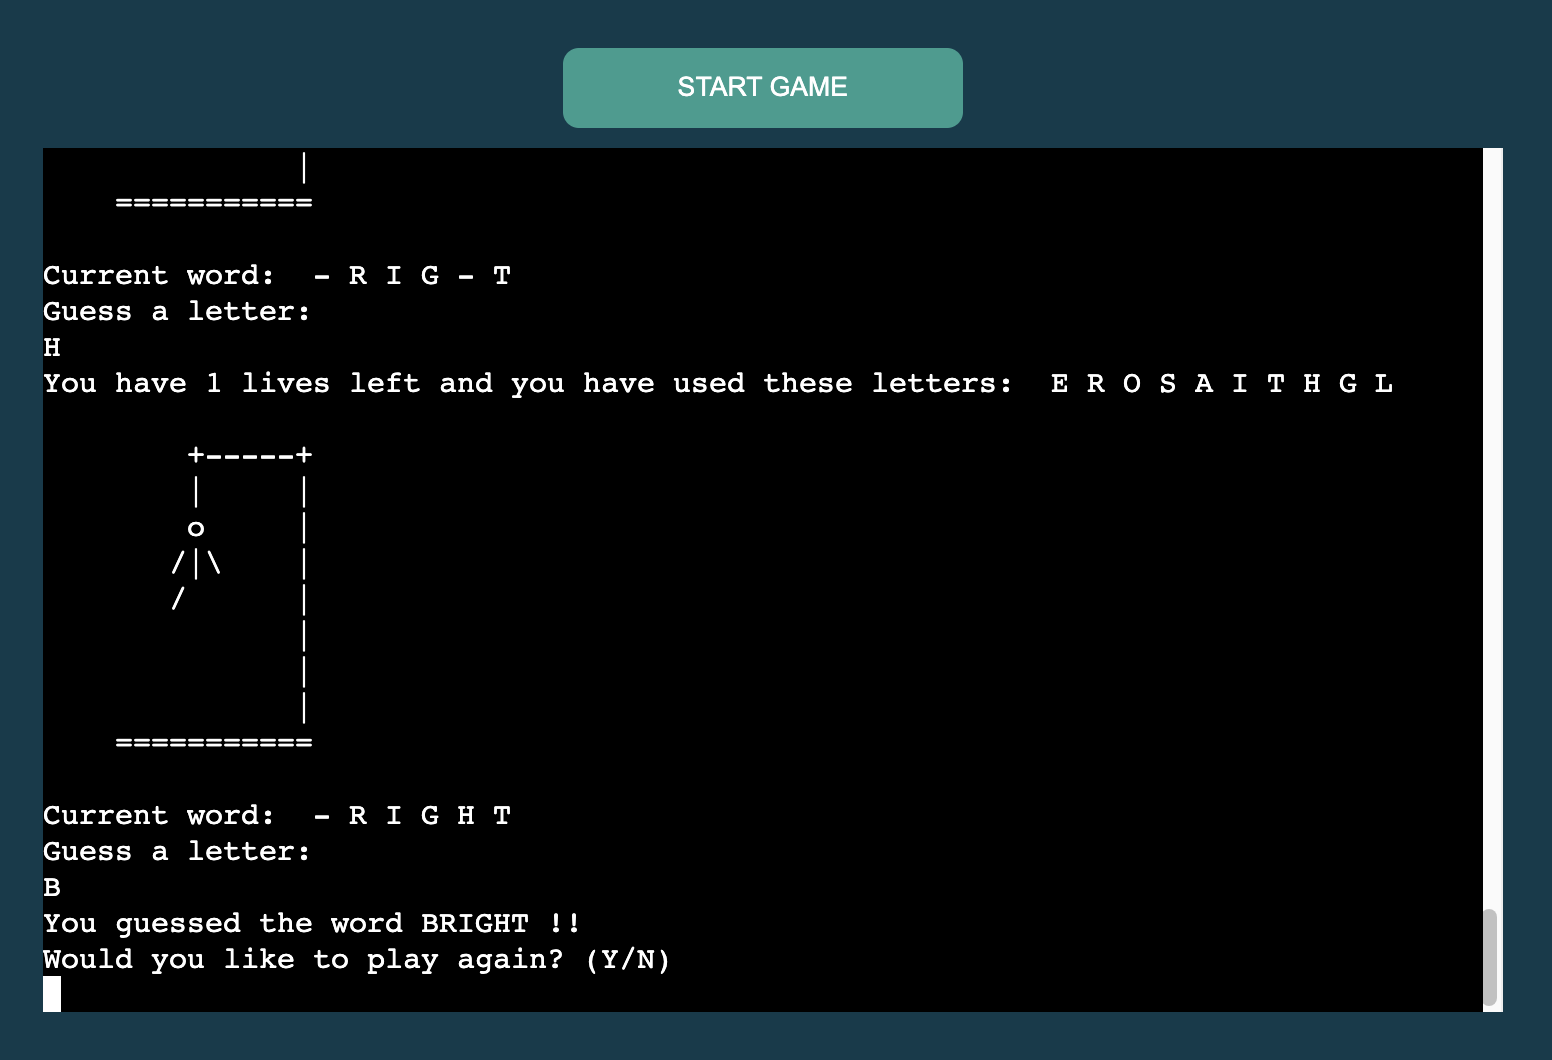 START GAME
                |
    ===========

Current word:  - R I G - T
Guess a letter:
H
You have 1 lives left and you have used these letters:  E R O S A I T H G L

        +-----+
        |     |
        o     |
       /|\    |
       /      |
              |
              |
              |
    ===========

Current word:  - R I G H T
Guess a letter:
B
You guessed the word BRIGHT !!
Would you like to play again? (Y/N)